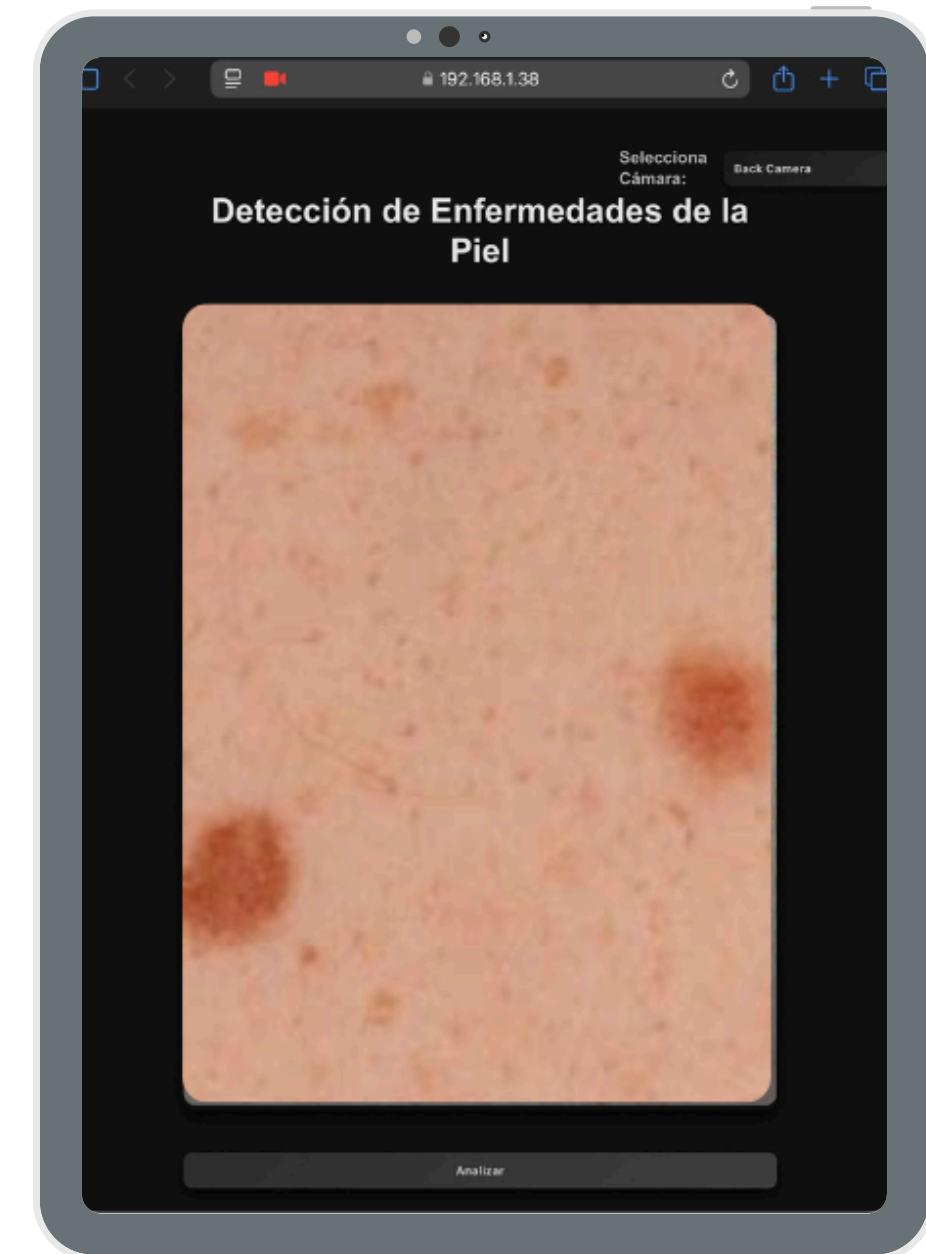 192.168.1.38
Selecciona
Cámara:
Back Camera
Detección de Enfermedades de la
Piel
Analizar